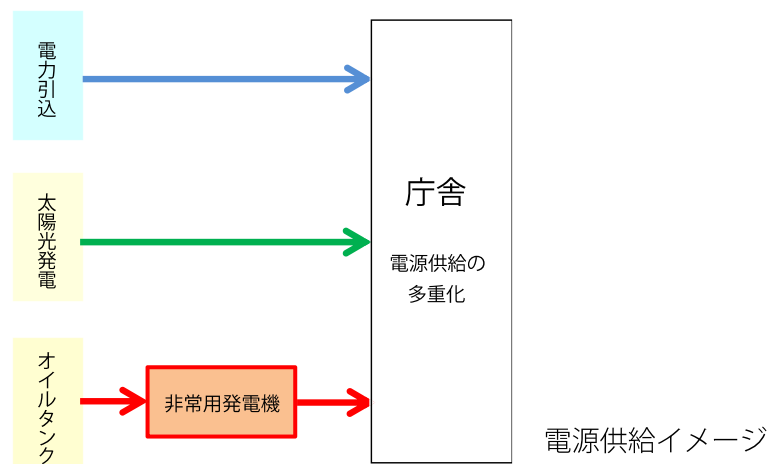 電力引込
太陽光発電
オイルタンク
非常用発電機
庁舎
電源供給の
多重化
電源供給イメージ